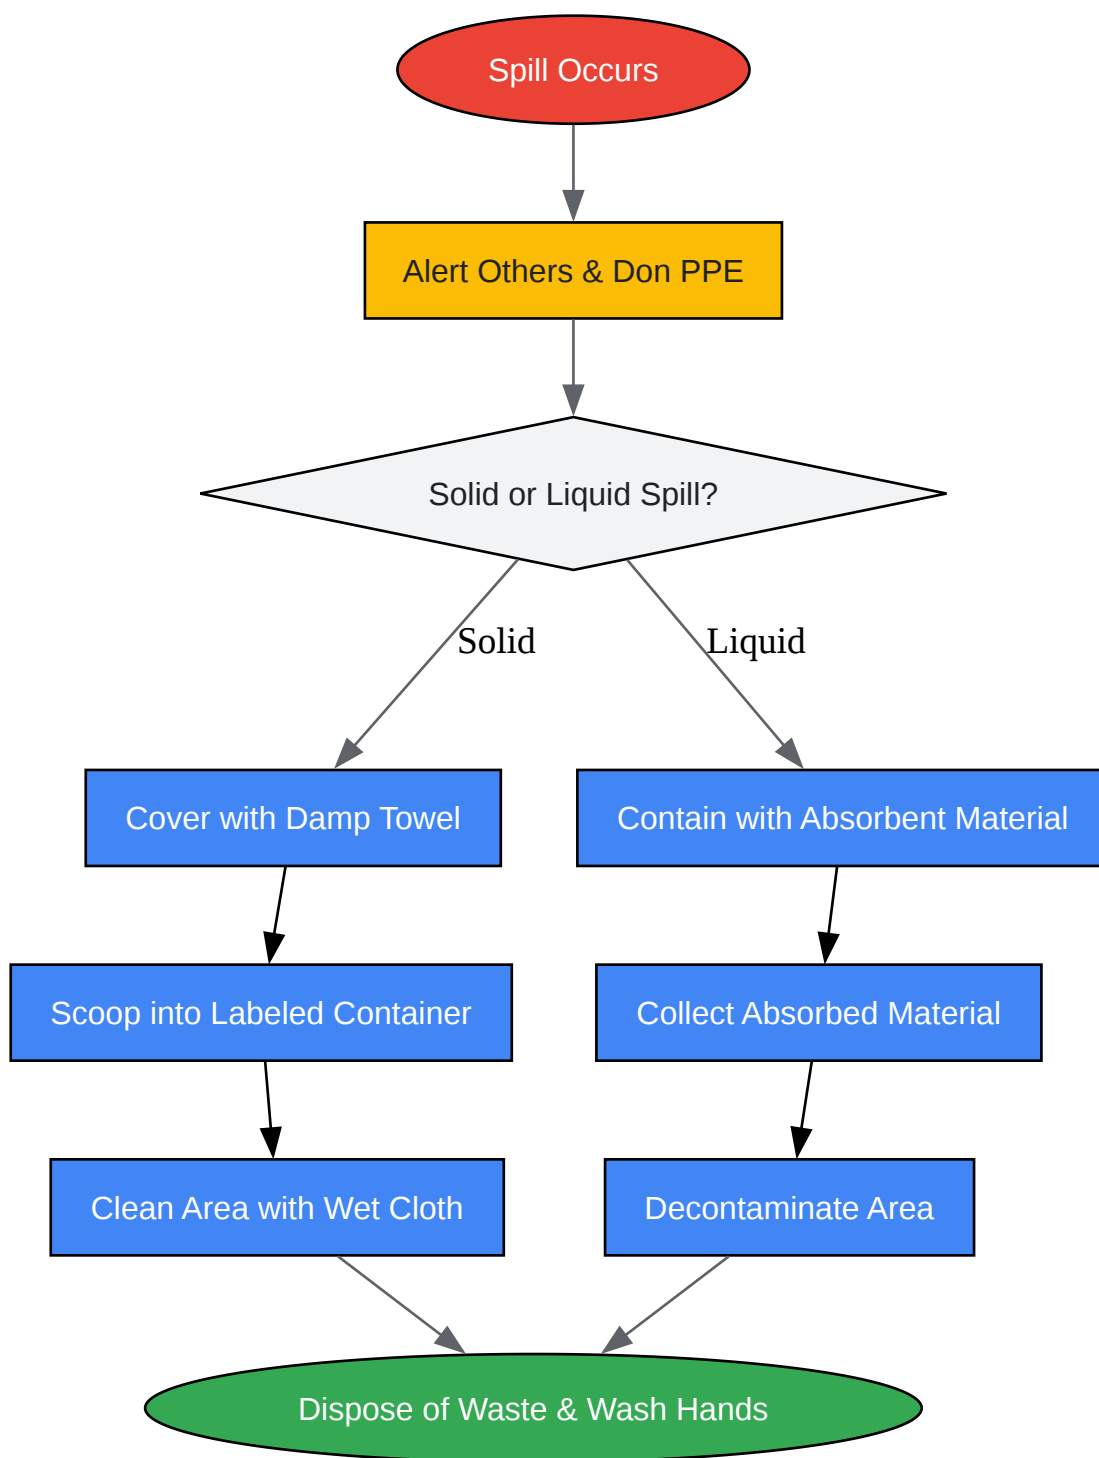 Spill Occurs
Alert Others & Don PPE
Solid or Liquid Spill?
Solid
Liquid
Cover with Damp Towel
Contain with Absorbent Material
Scoop into Labeled Container
Collect Absorbed Material
Clean Area with Wet Cloth
Decontaminate Area
Dispose of Waste & Wash Hands